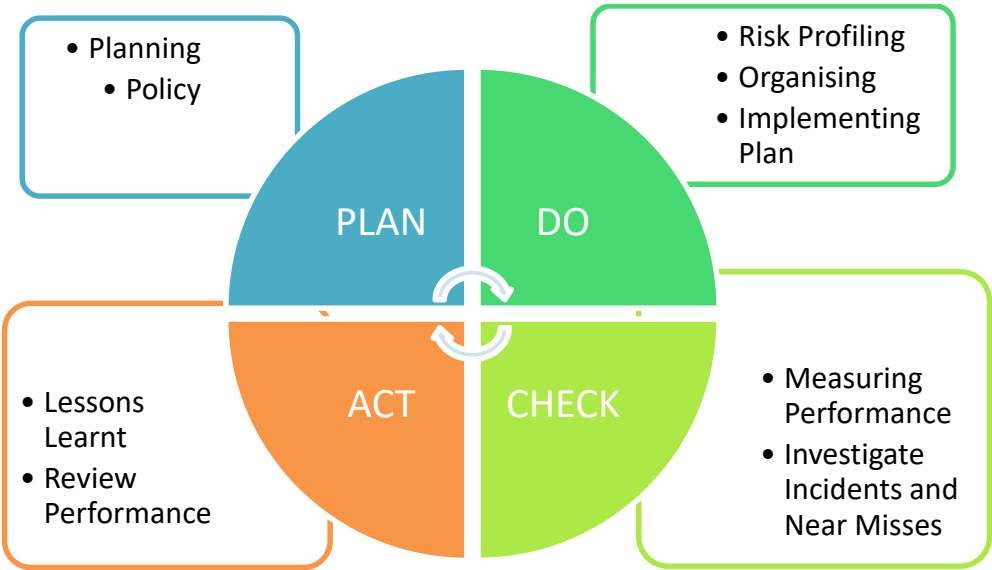 • Planning
• Policy
PLAN
• Risk Profiling
• Organising
• Implementing
Plan
DO
• Lessons
Learnt
• Review
Performance
ACT
• Measuring
Performance
• Investigate
Incidents and
Near Misses
CHECK